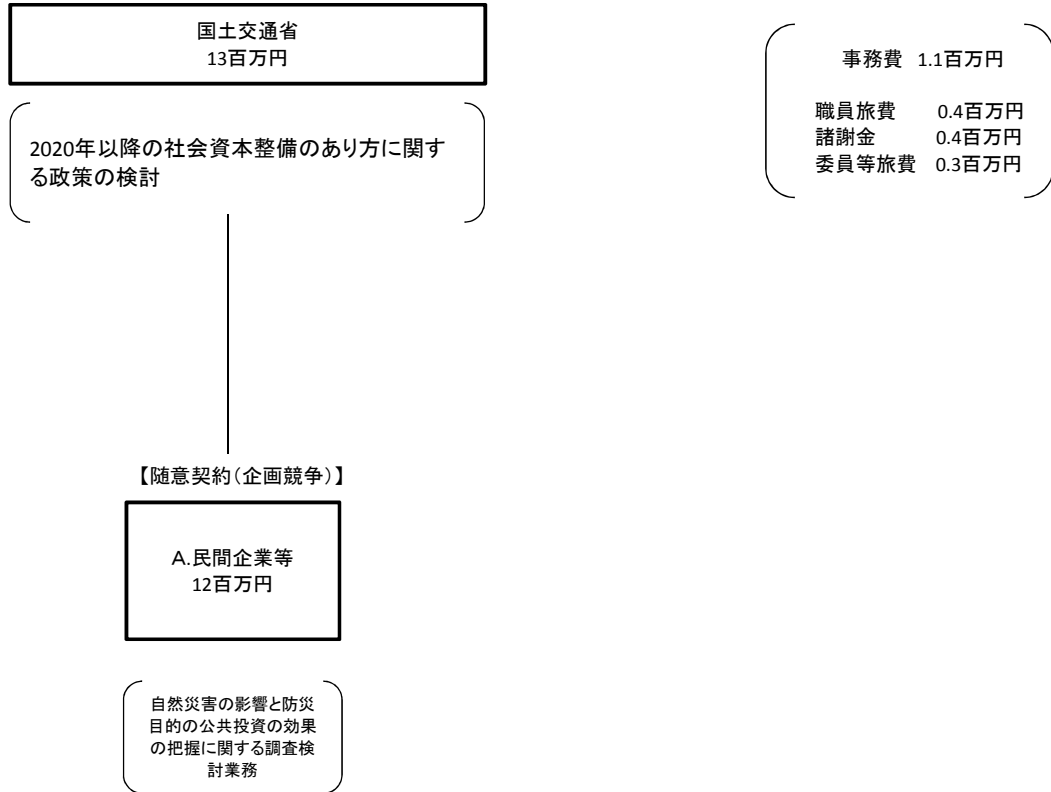 国土交通省
13百万円
事務費 1.1百万円
職員旅費 0.4百万円
諸謝金 0.4百万円
委員等旅費 0.3百万円
2020年以降の社会資本整備のあり方に関す
る政策の検討
【随意契約（企画競争）】
A.民間企業等
12百万円
自然災害の影響と防災
目的の公共投資の効果
の把握に関する調査検
討業務